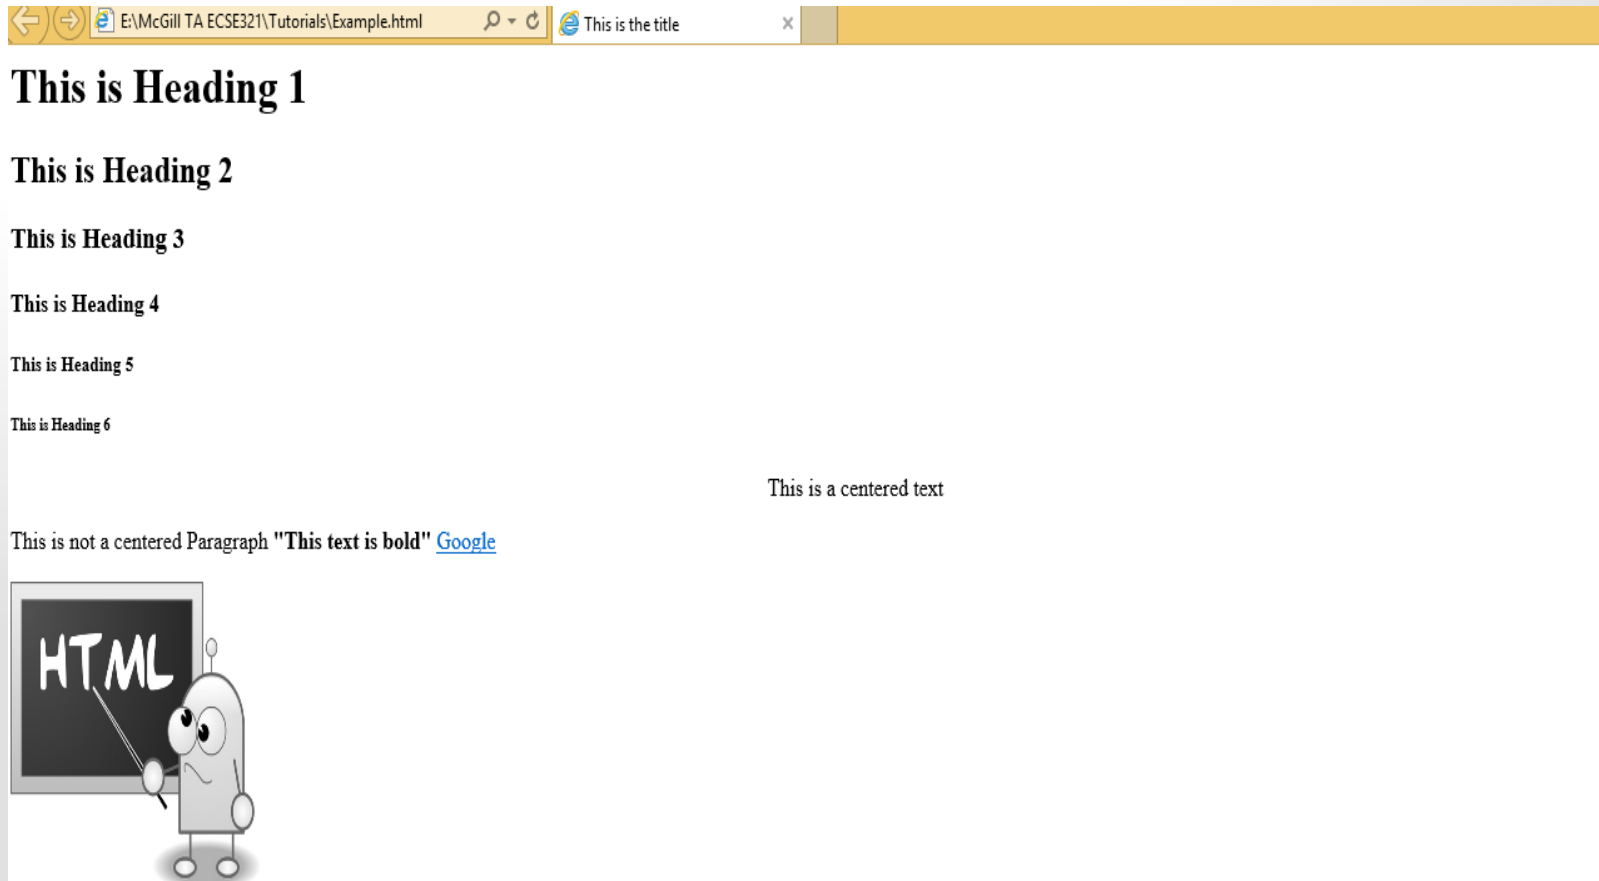 E:\McGill TA ECSE321\Tutorials\Example.html This is the title
This is Heading 1
This is Heading 2
This is Heading 3
This is Heading 4
This is Heading 5
This is Heading 6
This is a centered text
This is not a centered Paragraph "This text is bold" Google
HTML